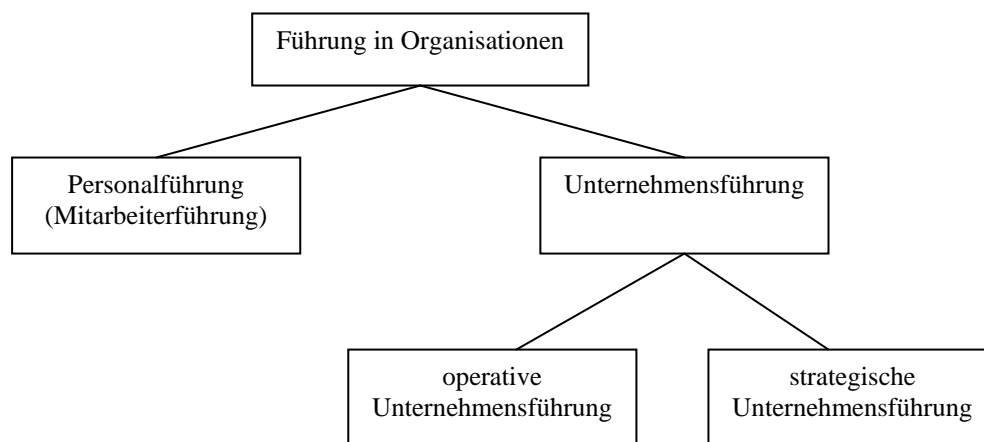 Führung in Organisationen
Personalführung
(Mitarbeiterführung)
Unternehmensführung
operative
Unternehmensführung
strategische
Unternehmensführung